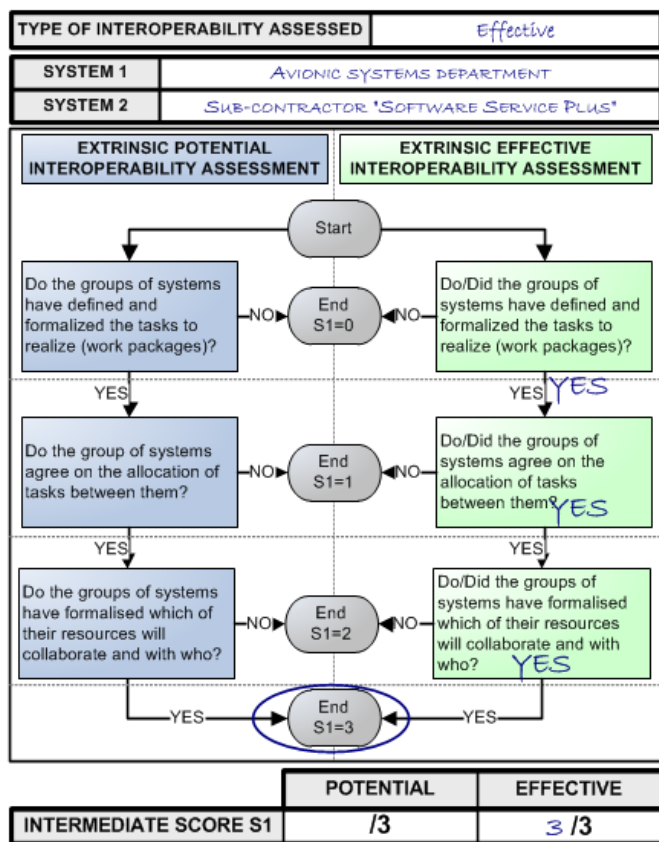 TYPE OF INTEROPERABILITY ASSESSED Effective
SYSTEM 1 AVIONIC SYSTEMS DEPARTMENT
SYSTEM 2 SUB-CONTRACTOR "SOFTWARE SERVICE PLUS"
EXTRINSIC POTENTIAL
INTEROPERABILITY ASSESSMENT
EXTRINSIC EFFECTIVE
INTEROPERABILITY ASSESSMENT
Start
Do the groups of systems
have defined and
formalized the tasks to
realize (work packages)?
NO
End
S1=0
NO
Do/Did the groups of
systems have defined and
formalized the tasks to
realize (work packages)?
YES
YES YES
Do the group of systems
agree on the allocation of
tasks between them?
NO
End
S1=1
NO
Do/Did the groups of
systems agree on the
allocation of tasks
between them? YES
YES
YES
Do the groups of systems
have formalised which of
their resources will
collaborate and with who?
NO
End
S1=2
NO
Do/Did the groups of
systems have formalised
which of their resources
will collaborate and with
who? YES
YES
End
S1=3
YES
POTENTIAL EFFECTIVE
INTERMEDIATE SCORE S1 /3 3 /3